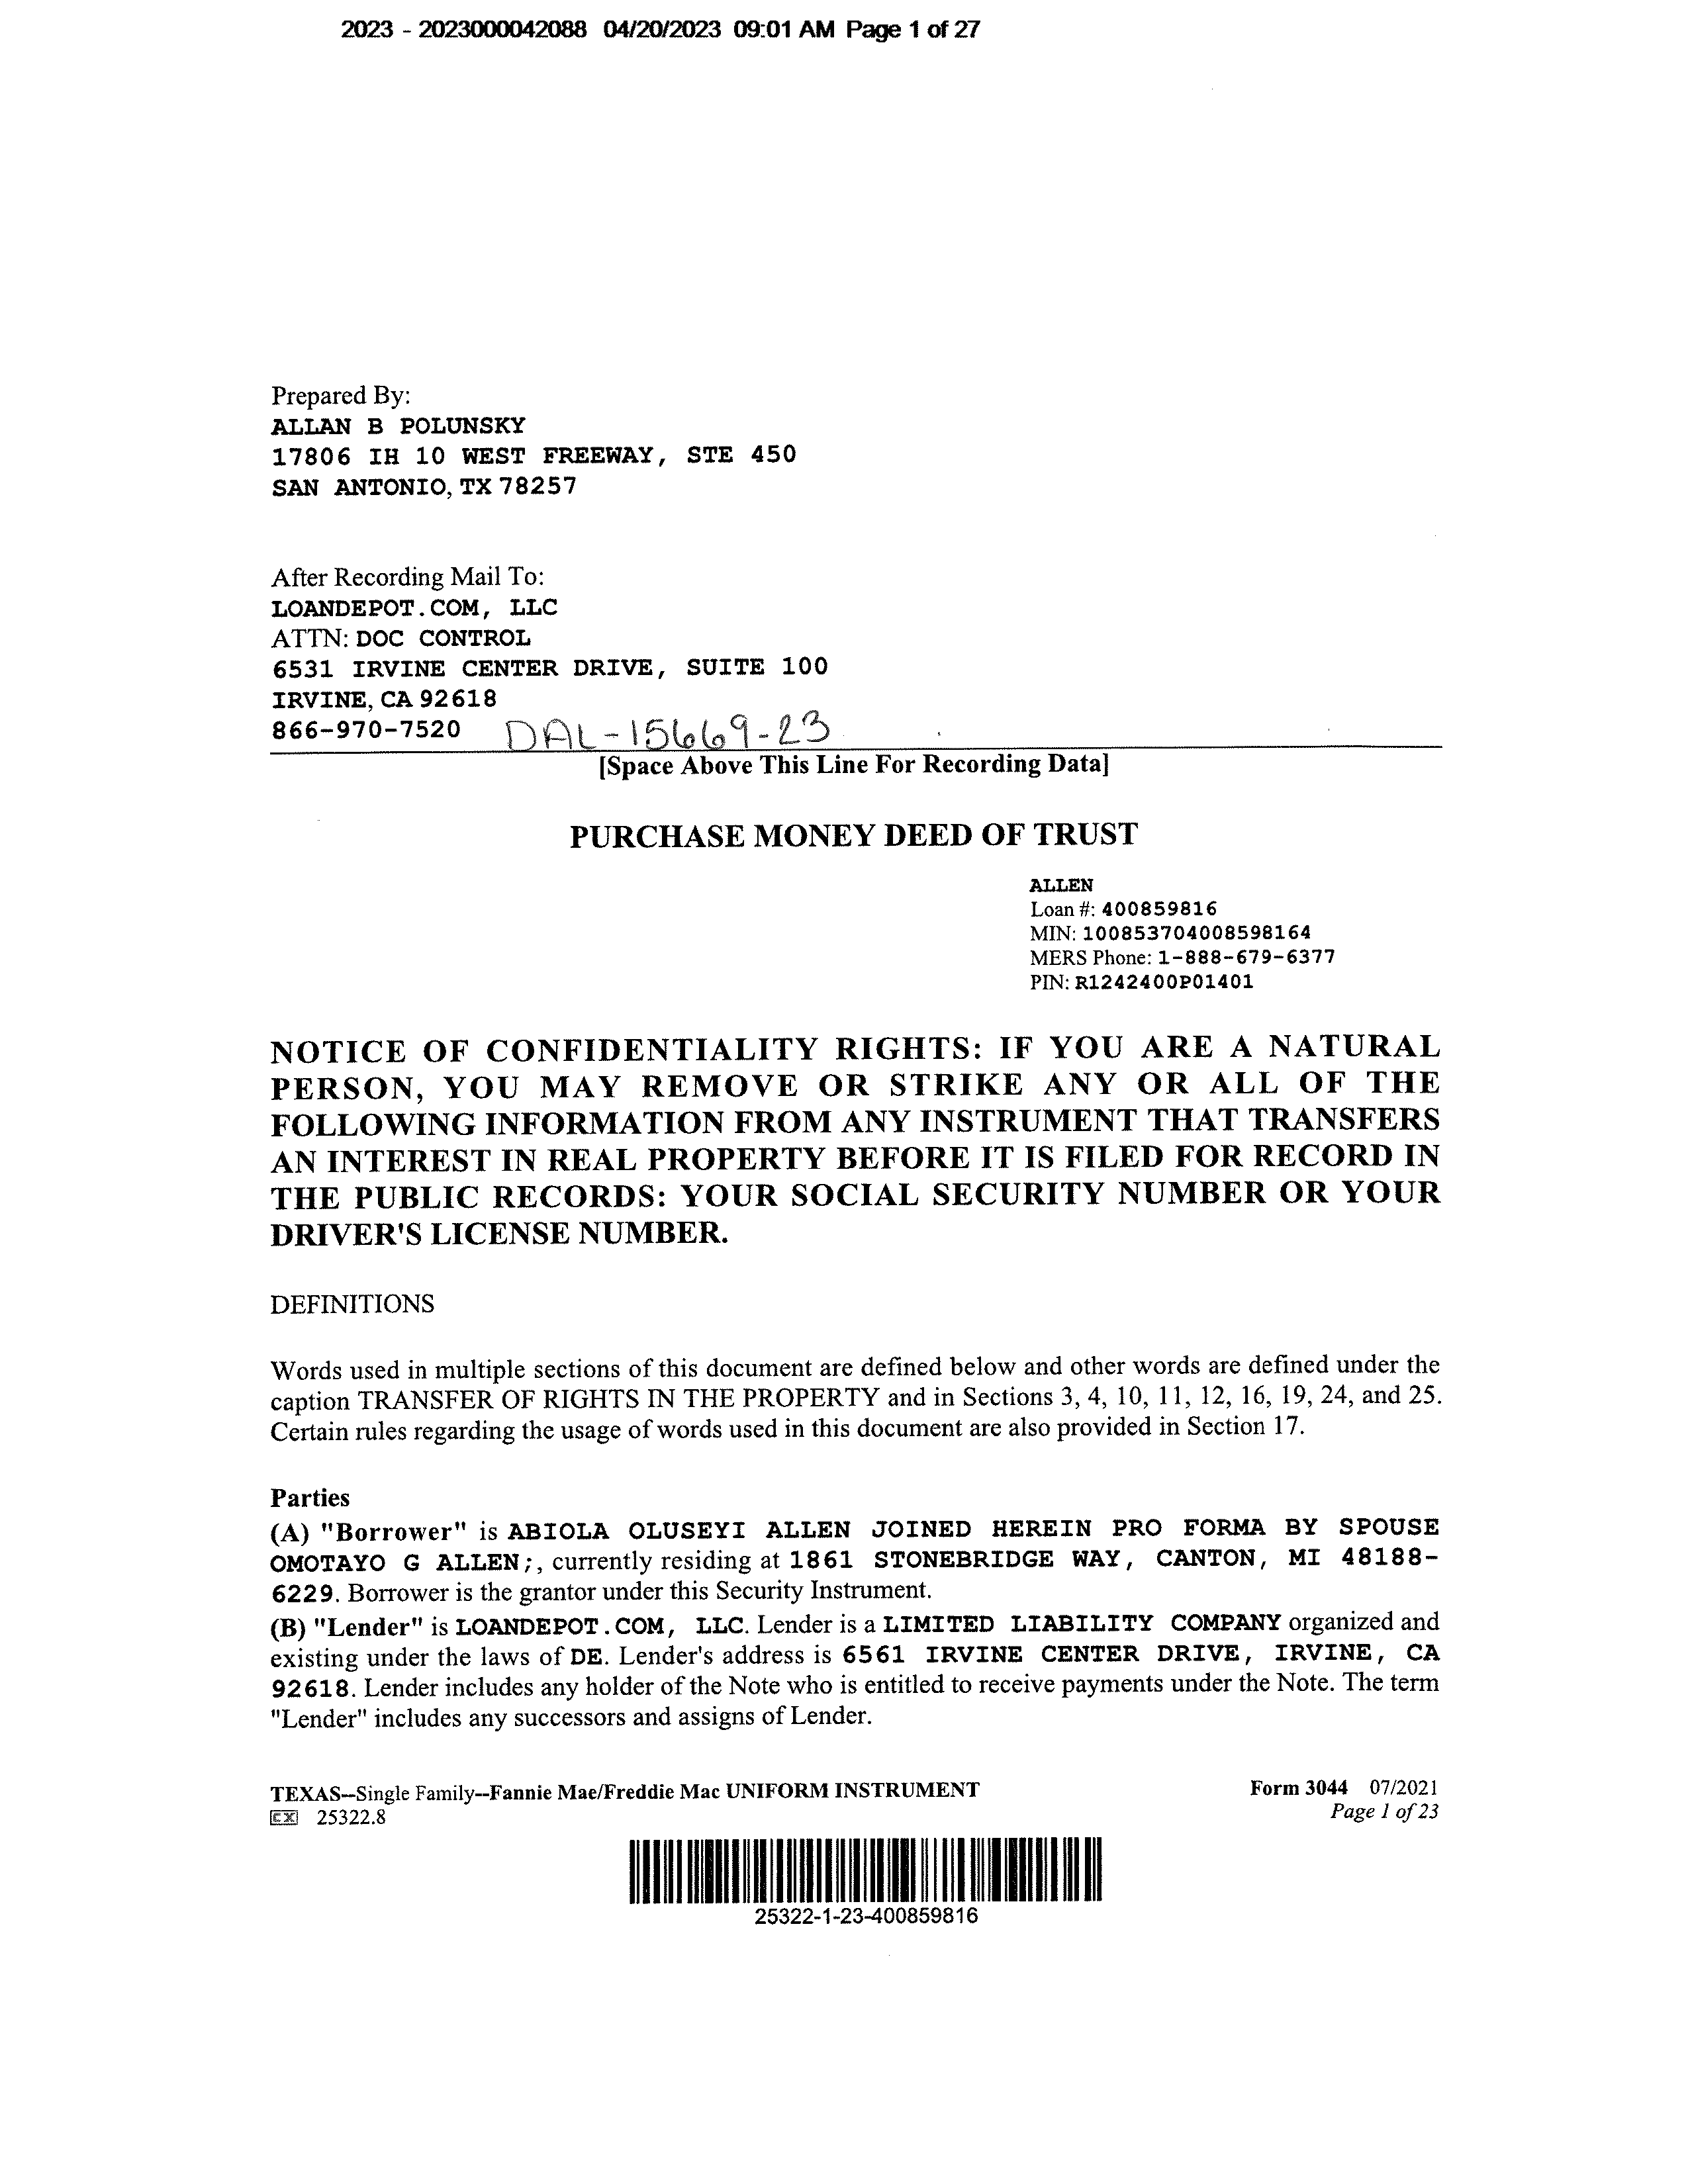 2023 - 2023000042088 04/20/2023 09:01 AM Page 1 of 27
Prepared By:
ALLAN B POLUNSKY
17806 IH 10 WEST FREEWAY, STE 450
SAN ANTONIO, TX 78257
After Recording Mail To:
LOANDEPOT.COM, LLC
ATTN: DOC CONTROL
6531 IRVINE CENTER DRIVE, SUITE 100
IRVINE, CA 92618
866-970-7520 DAL-15669-23
[Space Above This Line For Recording Data]
PURCHASE MONEY DEED OF TRUST
ALLEN
Loan #: 400859816
MIN: 100853704008598164
MERS Phone: 1-888-679-6377
PIN: R1242400P01401
NOTICE OF CONFIDENTIALITY RIGHTS: IF YOU ARE A NATURAL
PERSON, YOU MAY REMOVE OR STRIKE ANY OR ALL OF THE
FOLLOWING INFORMATION FROM ANY INSTRUMENT THAT TRANSFERS
AN INTEREST IN REAL PROPERTY BEFORE IT IS FILED FOR RECORD IN
THE PUBLIC RECORDS: YOUR SOCIAL SECURITY NUMBER OR YOUR
DRIVER'S LICENSE NUMBER.
DEFINITIONS
Words used in multiple sections of this document are defined below and other words are defined under the
caption TRANSFER OF RIGHTS IN THE PROPERTY and in Sections 3, 4, 10, 11, 12, 16, 19, 24, and 25.
Certain rules regarding the usage of words used in this document are also provided in Section 17.
Parties
(A) "Borrower" is ABIOLA OLUSEYI ALLEN JOINED HEREIN PRO FORMA BY SPOUSE
OMOTAYO G ALLEN;, currently residing at 1861 STONEBRIDGE WAY, CANTON, MI 48188-
6229. Borrower is the grantor under this Security Instrument.
(B) "Lender" is LOANDEPOT.COM, LLC. Lender is a LIMITED LIABILITY COMPANY organized and
existing under the laws of DE. Lender's address is 6561 IRVINE CENTER DRIVE, IRVINE, CA
92618. Lender includes any holder of the Note who is entitled to receive payments under the Note. The term
"Lender" includes any successors and assigns of Lender.
TEXAS--Single Family--Fannie Mae/Freddie Mac UNIFORM INSTRUMENT Form 3044 07/2021
EX 25322.8 Page 1 of 23
25322-1-23-400859816